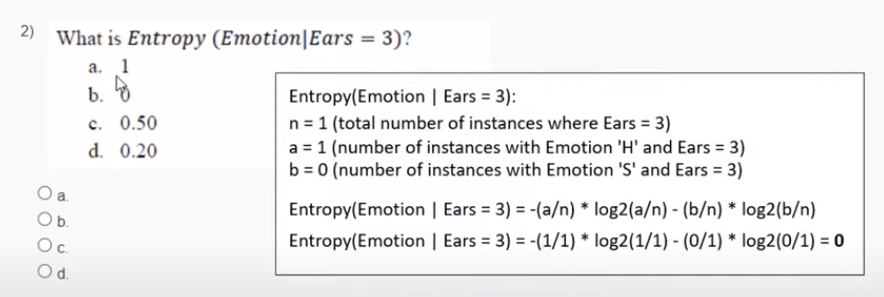 2) What is Entropy (Emotion|Ears = 3)?
a. 1
b. 0
c. 0.50
d. 0.20
a.
b.
c.
d.
Entropy(Emotion | Ears = 3):
n = 1 (total number of instances where Ears = 3)
a = 1 (number of instances with Emotion 'H' and Ears = 3)
b = 0 (number of instances with Emotion 'S' and Ears = 3)
Entropy(Emotion | Ears = 3) = -(a/n) * log2(a/n) - (b/n) * log2(b/n)
Entropy(Emotion | Ears = 3) = -(1/1) * log2(1/1) - (0/1) * log2(0/1) = 0